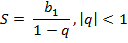 S = b₁ / (1 − q), |q| < 1